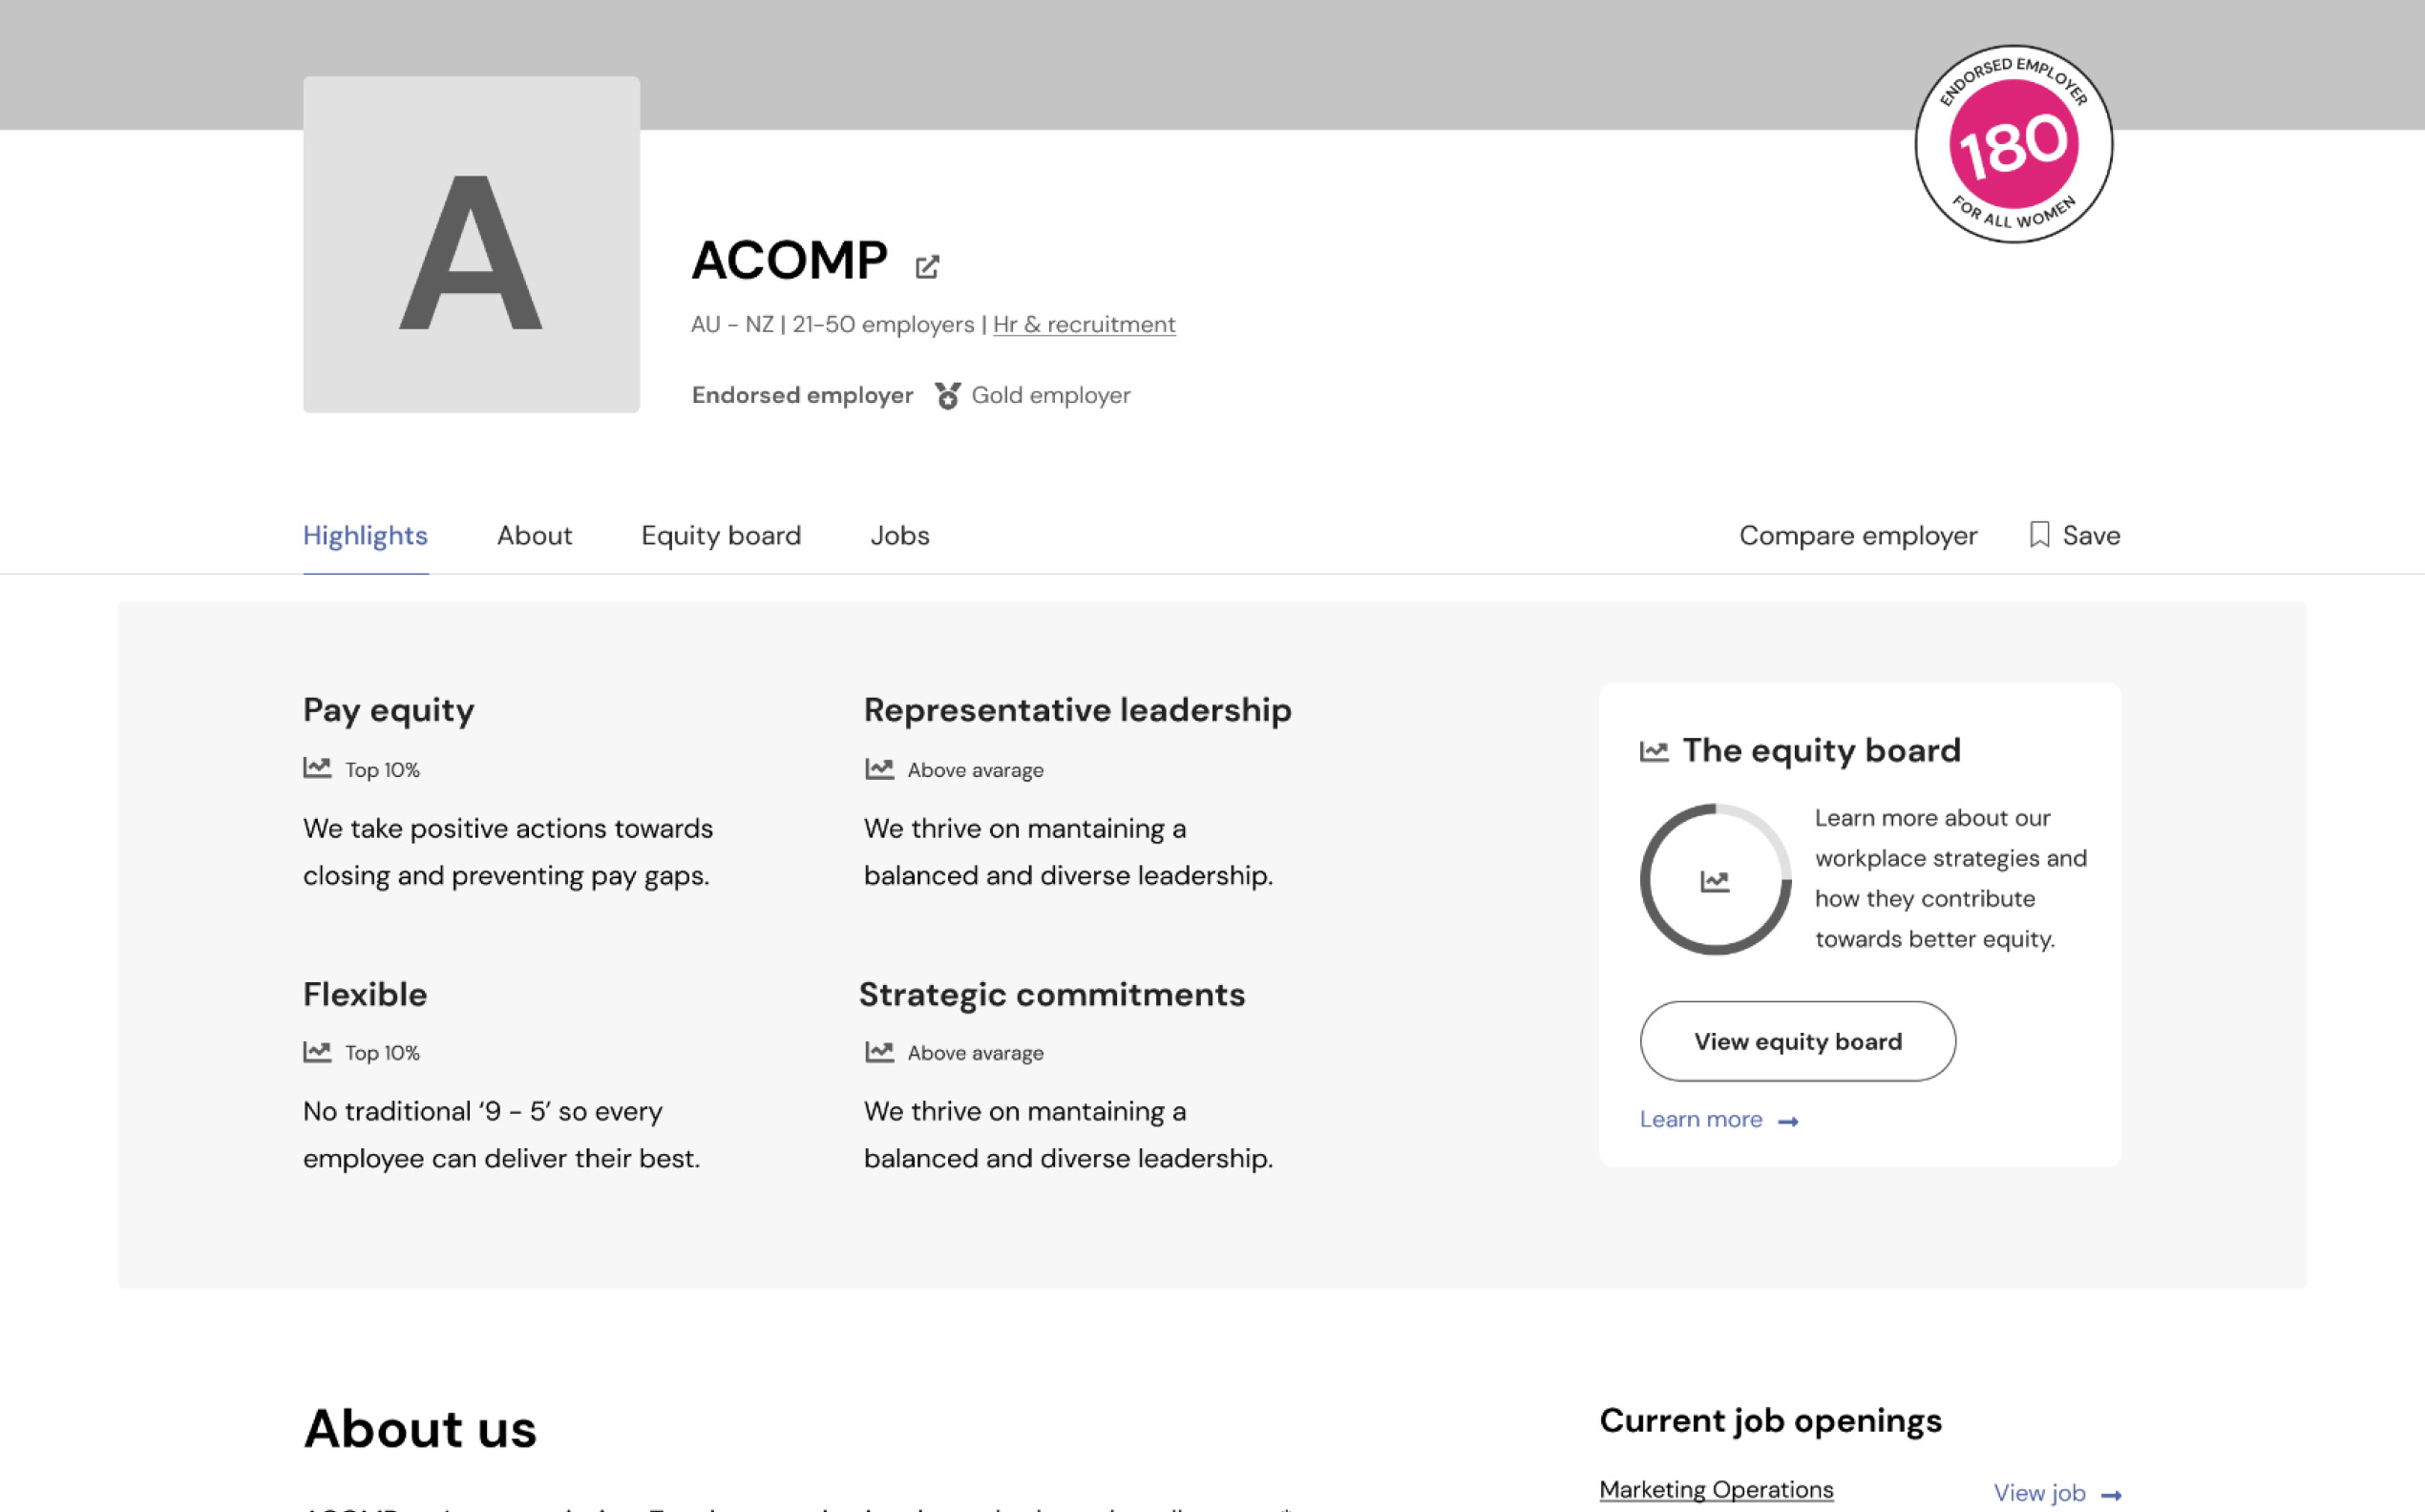 ENDORSED EMPLOYER
180
FOR ALL WOMEN
A
ACOMP
AU - NZ | 21-50 employers | Hr & recruitment
Endorsed employer Gold employer
Highlights About Equity board Jobs Compare employer Save
Pay equity
Top 10%
We take positive actions towards
closing and preventing pay gaps.
Representative leadership
Above avarage
We thrive on mantaining a
balanced and diverse leadership.
Flexible
Top 10%
No traditional ‘9 - 5’ so every
employee can deliver their best.
Strategic commitments
Above avarage
We thrive on mantaining a
balanced and diverse leadership.
The equity board
Learn more about our
workplace strategies and
how they contribute
towards better equity.
View equity board
Learn more
About us
Current job openings
Marketing Operations View job